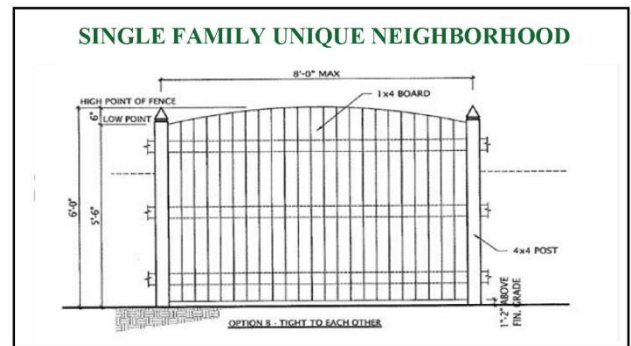 SINGLE FAMILY UNIQUE NEIGHBORHOOD
8'-0" MAX
1x4 BOARD
HIGH POINT OF FENCE
6"
LOW POINT
6'-0"
5'-6"
4x4 POST
1"-2" ABOVE
FIN. GRADE
OPTION B - TIGHT TO EACH OTHER